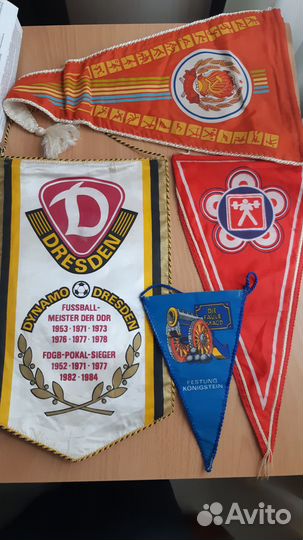 D
DRESDEN
DYNAMO DRESDEN
FUSSBALL-
MEISTER DER DDR
1953·1971·1973
1976·1977·1978
FDGB-POKAL-SIEGER
1952·1971·1977
1982·1984
DIE
FAULE
MAGD
FESTUNG
KÖNIGSTEIN
Avito